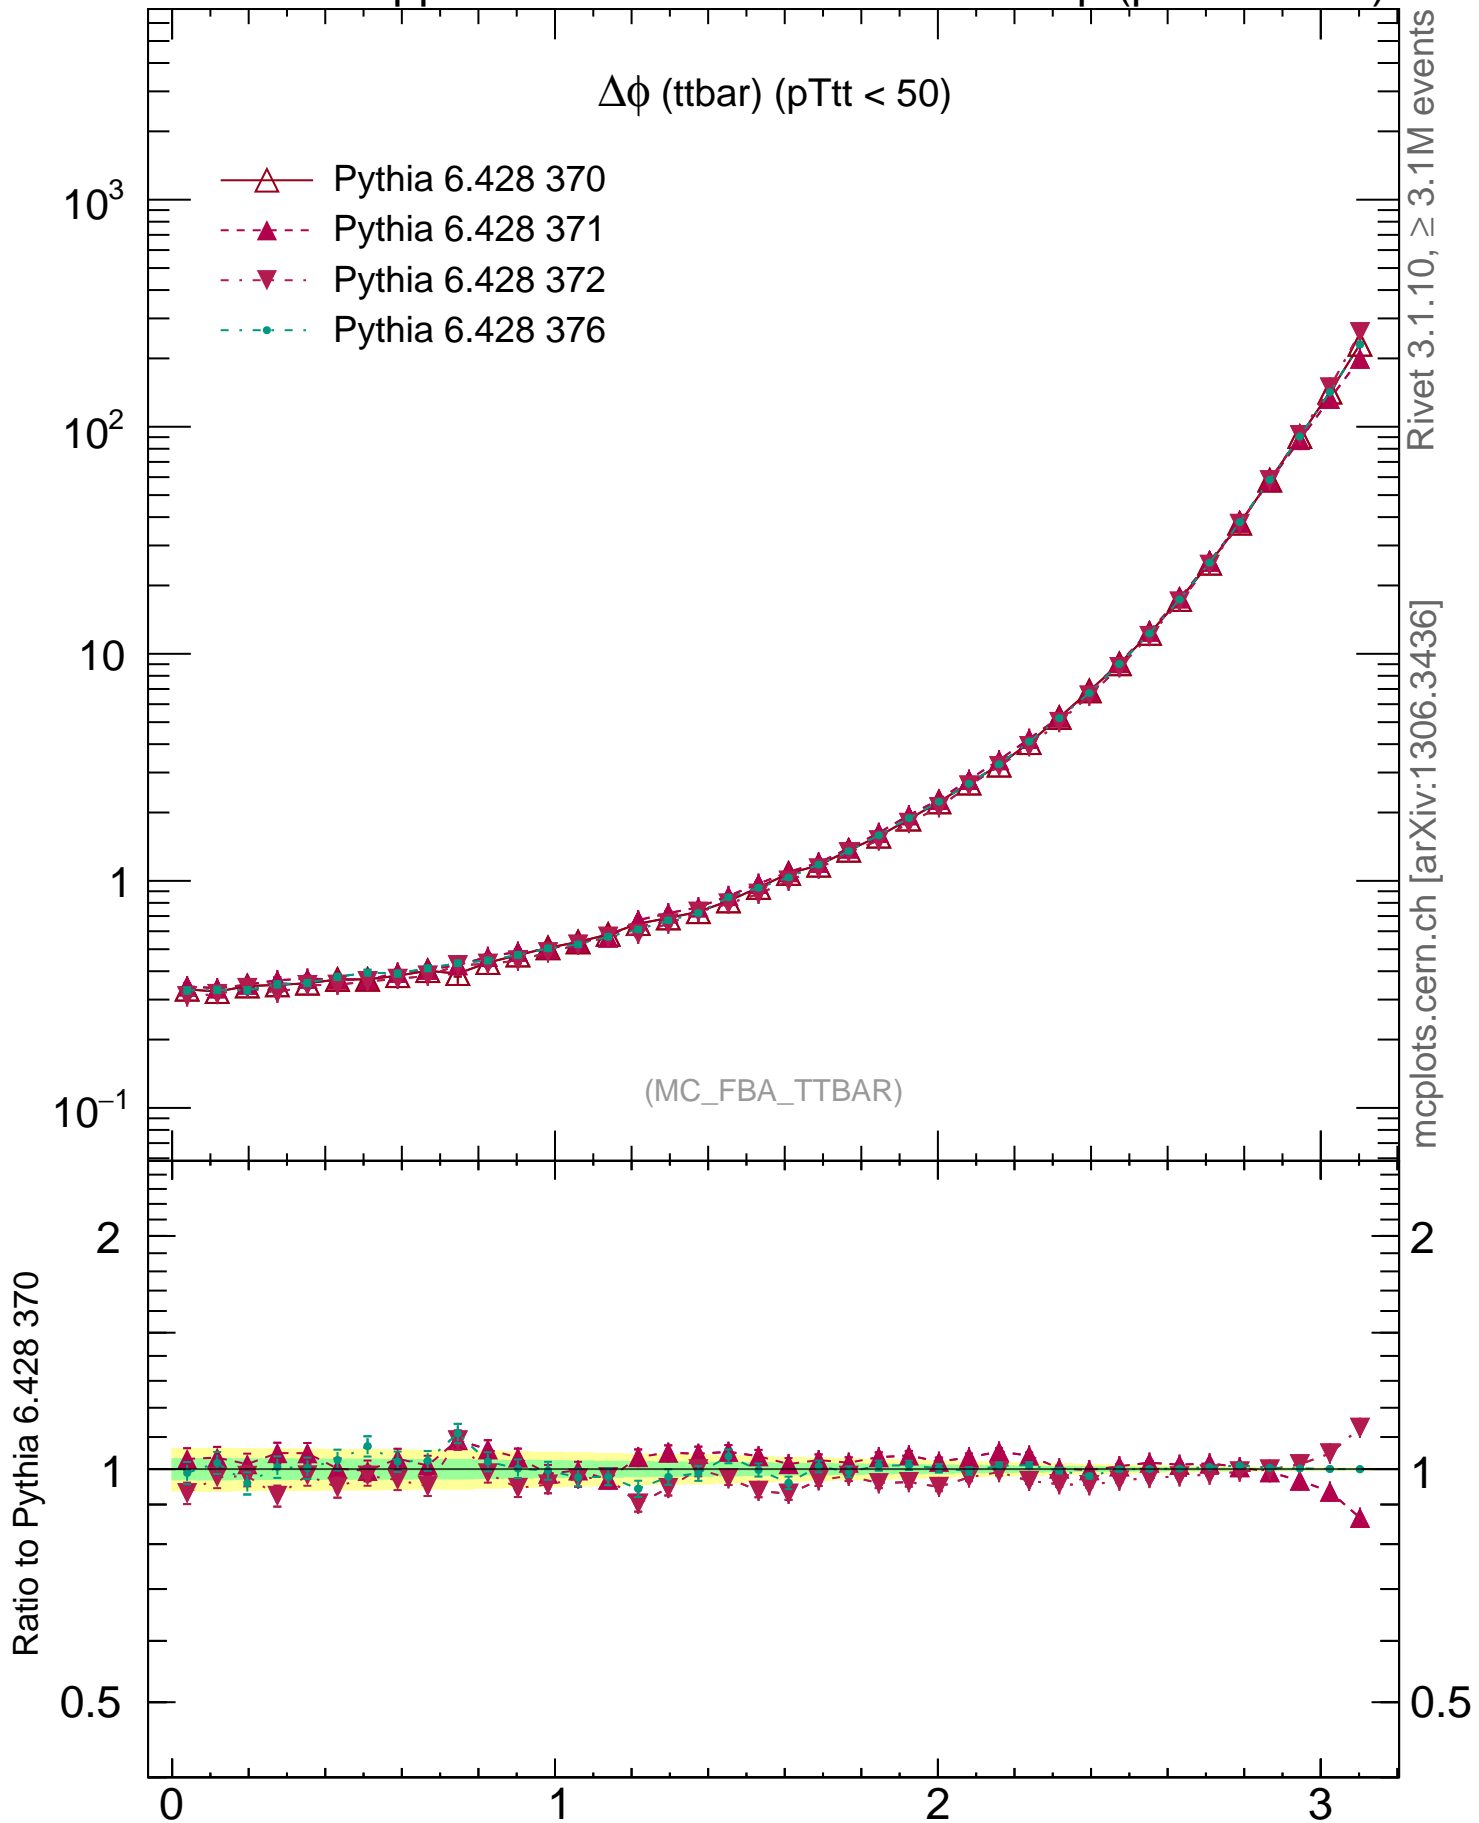 Δϕ (ttbar) (pTtt < 50)
Pythia 6.428 370
Pythia 6.428 371
Pythia 6.428 372
Pythia 6.428 376
10³
10²
10
1
10⁻¹
(MC_FBA_TTBAR)
Rivet 3.1.10, ≥ 3.1M events
mcplots.cern.ch [arXiv:1306.3436]
Ratio to Pythia 6.428 370
2
1
0.5
2
1
0.5
0
1
2
3